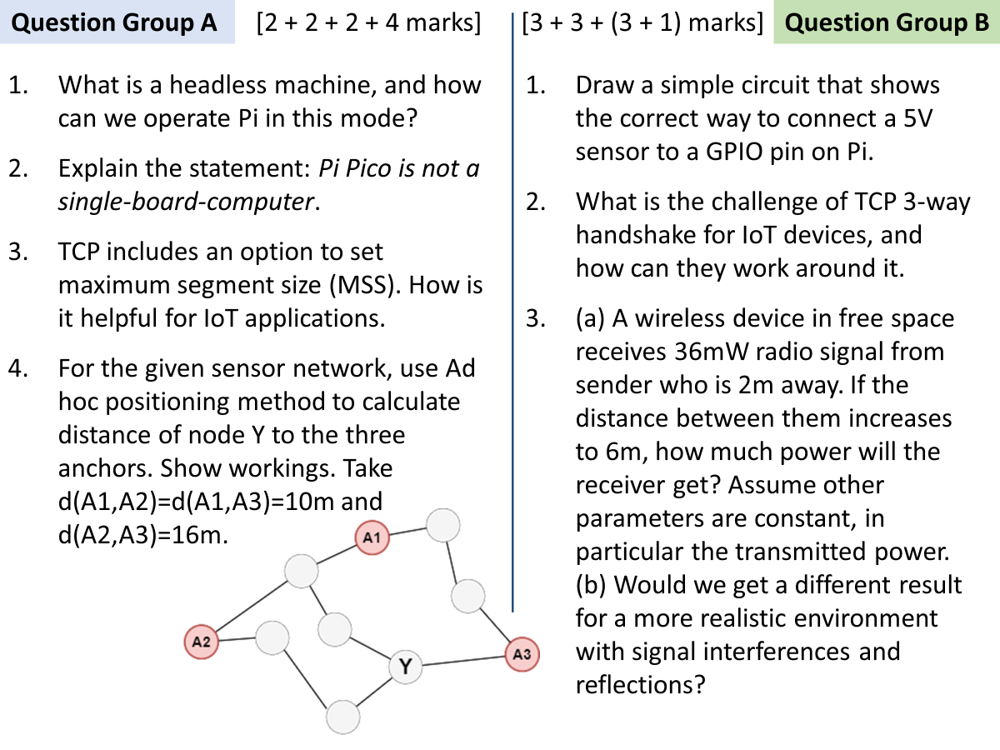 Question Group A [2 + 2 + 2 + 4 marks]
1. What is a headless machine, and how
can we operate Pi in this mode?
2. Explain the statement: Pi Pico is not a
single-board-computer.
3. TCP includes an option to set
maximum segment size (MSS). How is
it helpful for IoT applications.
4. For the given sensor network, use Ad
hoc positioning method to calculate
distance of node Y to the three
anchors. Show workings. Take
d(A1,A2)=d(A1,A3)=10m and
d(A2,A3)=16m.
A1
A2
Y
A3
[3 + 3 + (3 + 1) marks] Question Group B
1. Draw a simple circuit that shows
the correct way to connect a 5V
sensor to a GPIO pin on Pi.
2. What is the challenge of TCP 3-way
handshake for IoT devices, and
how can they work around it.
3. (a) A wireless device in free space
receives 36mW radio signal from
sender who is 2m away. If the
distance between them increases
to 6m, how much power will the
receiver get? Assume other
parameters are constant, in
particular the transmitted power.
(b) Would we get a different result
for a more realistic environment
with signal interferences and
reflections?